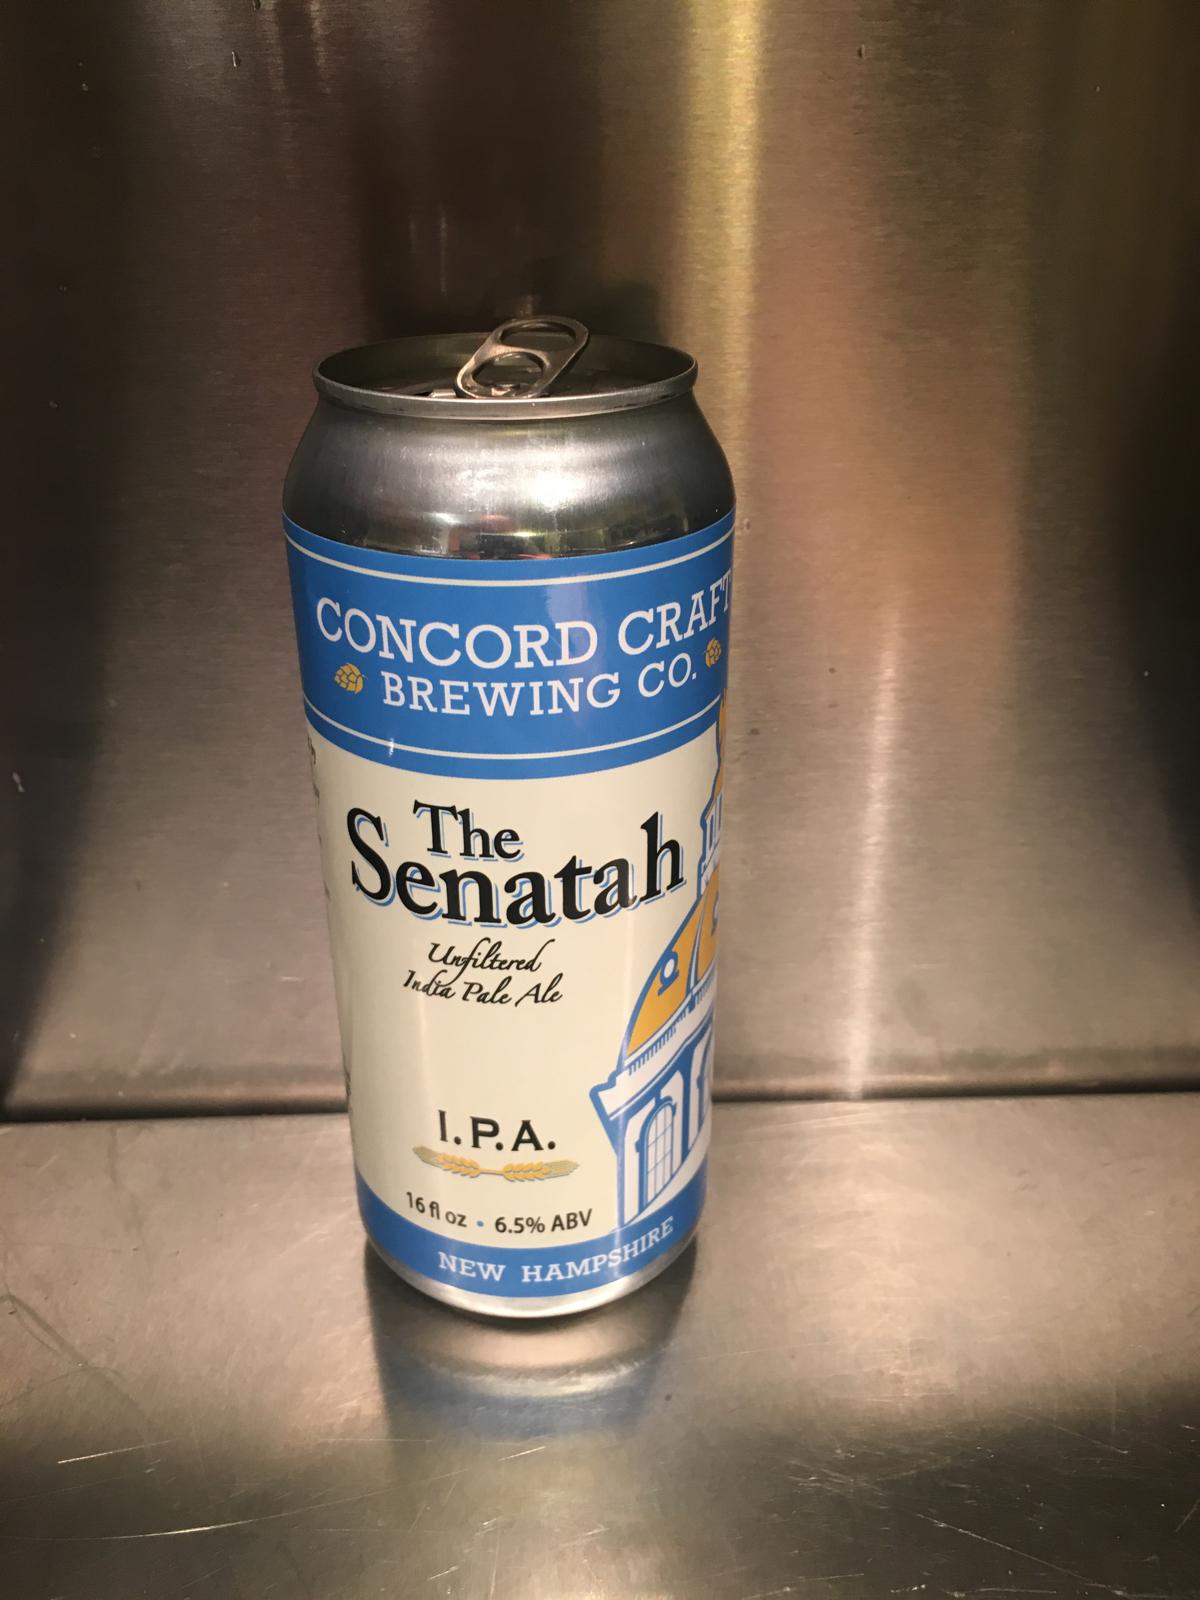 CONCORD CRAFT
BREWING CO.
The
Senatah
Unfiltered
India Pale Ale
I.P.A.
16 fl oz • 6.5% ABV
NEW HAMPSHIRE